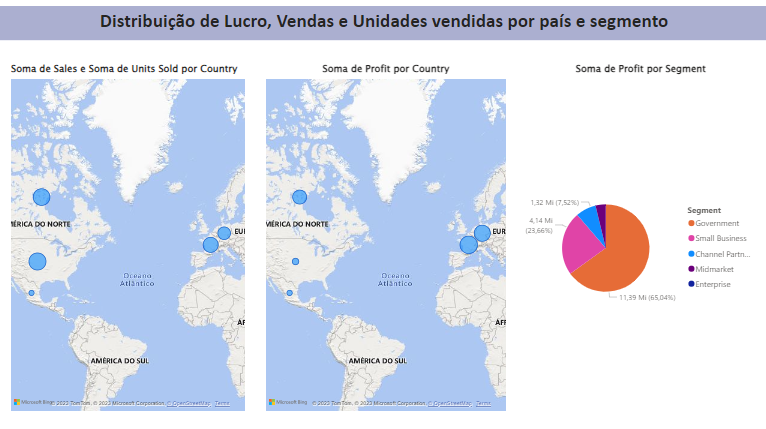 Distribuição de Lucro, Vendas e Unidades vendidas por país e segmento
Soma de Sales e Soma de Units Sold por Country
ÉRICA DO NORTE
EUR
Oceano
Atlântico
ÁF
AMÉRICA DO SUL
Microsoft Bing
© 2023 TomTom, © 2023 Microsoft Corporation, © OpenStreetMap, Terms
Soma de Profit por Country
MÉRICA DO NORTE
EUR
Oceano
Atlântico
ÁFR
AMÉRICA DO SUL
Microsoft Bing
© 2023 TomTom, © 2023 Microsoft Corporation, © OpenStreetMap, Terms
Soma de Profit por Segment
1,32 Mi (7,52%)
4,14 Mi
(23,66%)
11,39 Mi (65,04%)
Segment
Government
Small Business
Channel Partn...
Midmarket
Enterprise